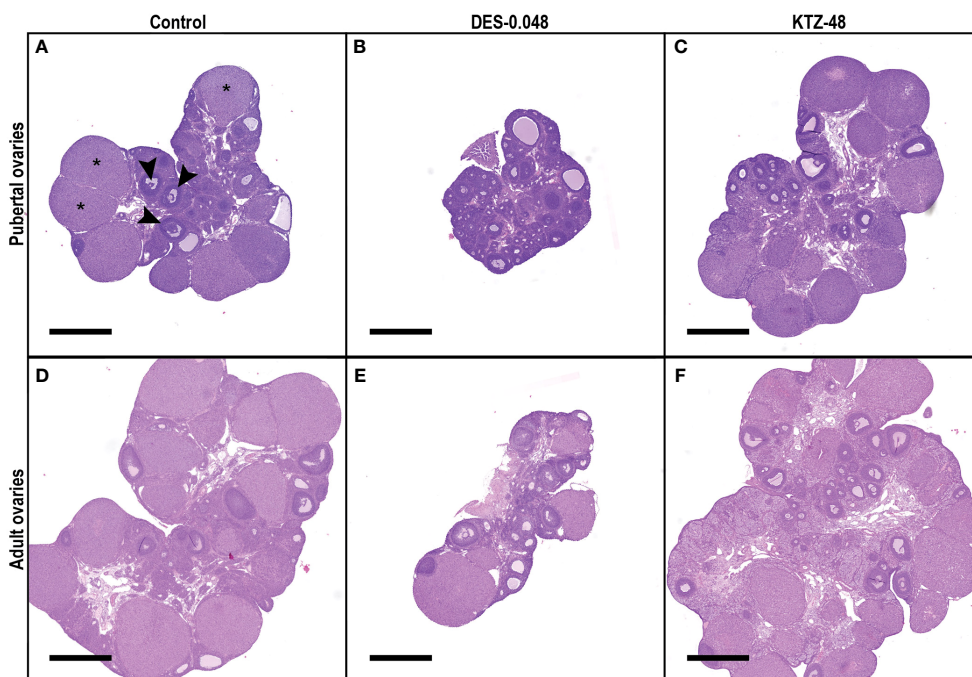 Control
DES-0.048
KTZ-48
Pubertal ovaries
A
*
*
*
B
C
Adult ovaries
D
E
F